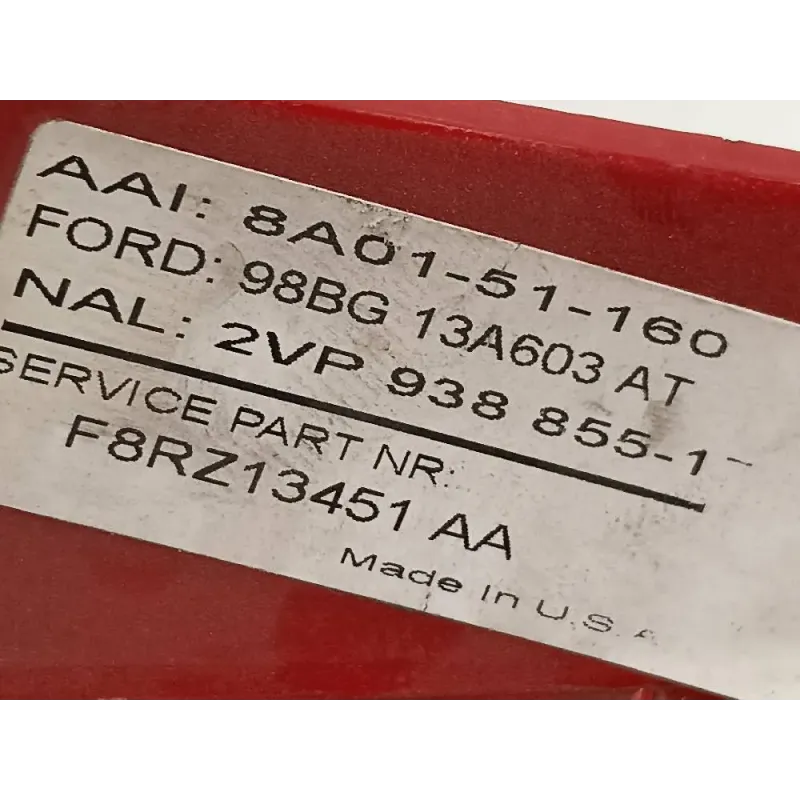 AAI: 8A01-51-160
FORD: 98BG 13A603 AT
NAL: 2VP 938 855-1
SERVICE PART NR:
F8RZ13451 AA
Made In U.S.A